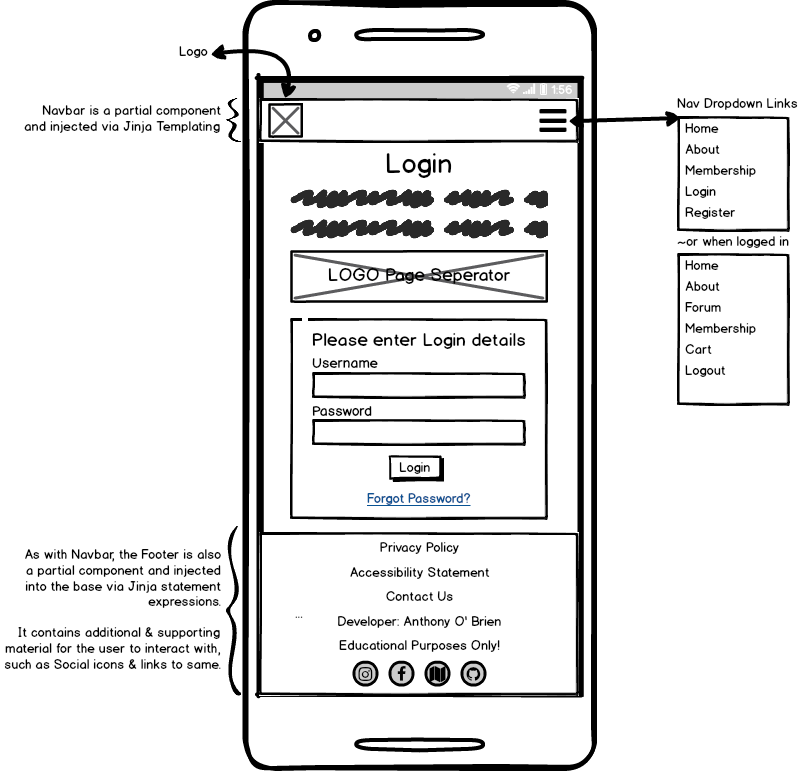 Logo
1:56
Navbar is a partial component
and injected via Jinja Templating
Nav Dropdown Links
Home
About
Membership
Login
Register
~or when logged in
Home
About
Forum
Membership
Cart
Logout
Login
LOGO Page Seperator
Please enter Login details
Username
Password
Login
Forgot Password?
As with Navbar, the Footer is also
a partial component and injected
into the base via Jinja statement
expressions.
It contains additional & supporting
material for the user to interact with,
such as Social icons & links to same.
...
Privacy Policy
Accessibility Statement
Contact Us
Developer: Anthony O' Brien
Educational Purposes Only!